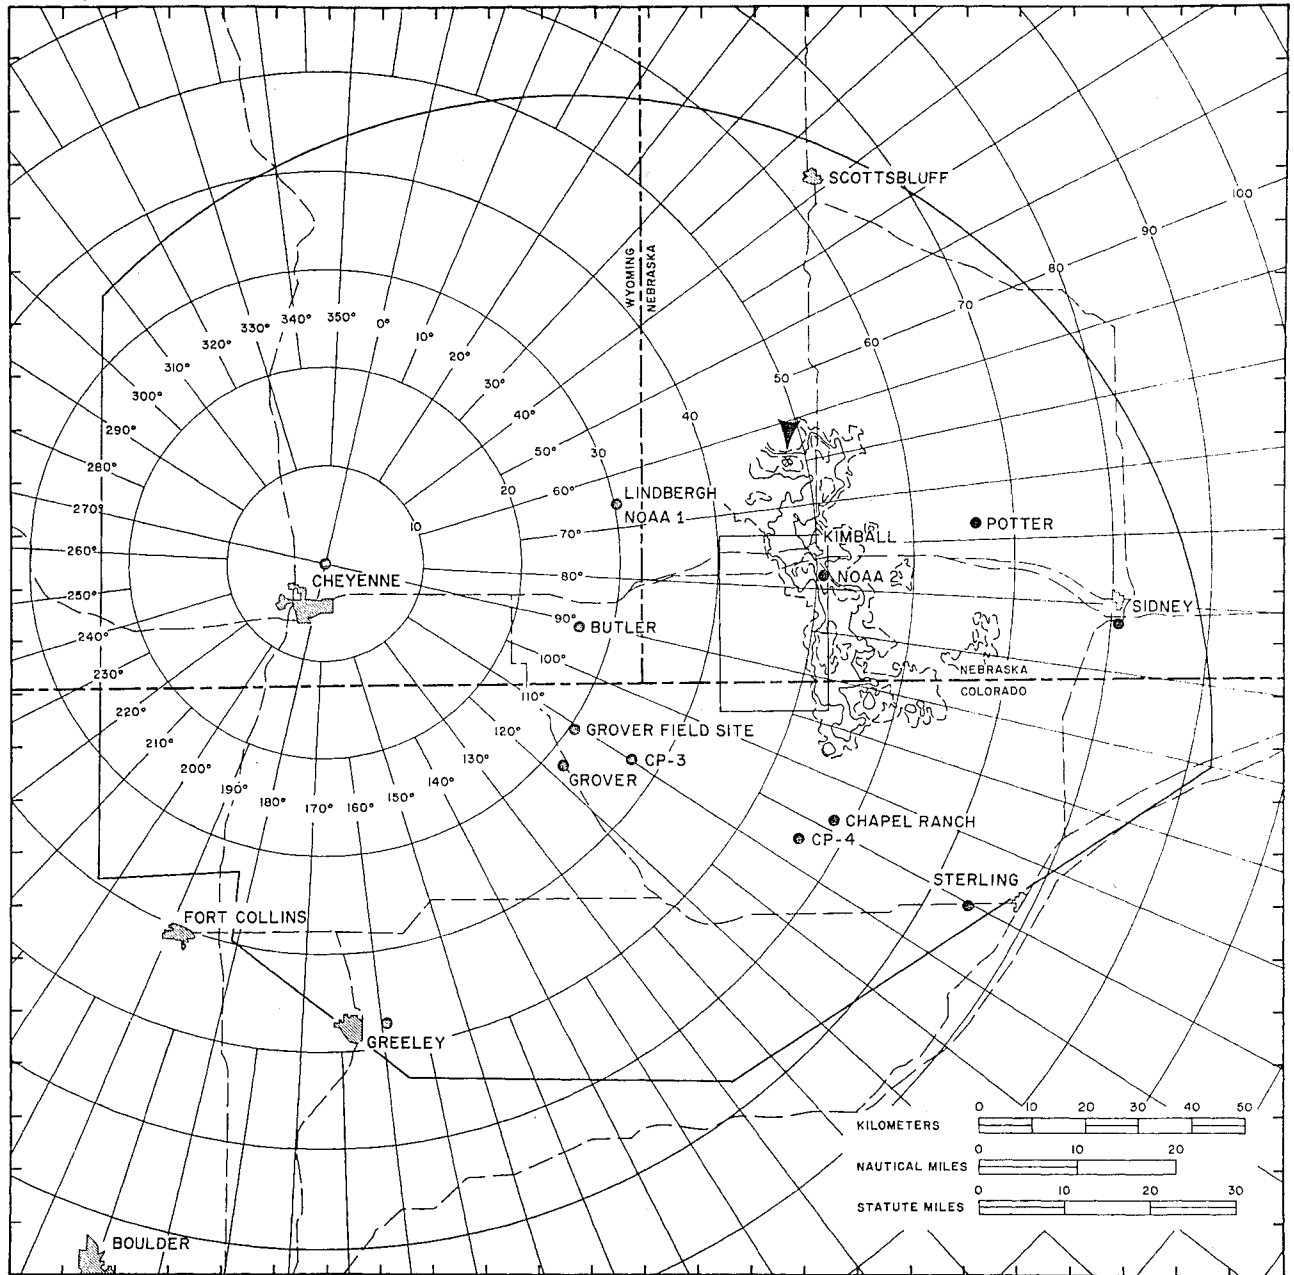 SCOTTSBLUFF
WYOMING
NEBRASKA
100
90
80
70
60
50
40
30
20
10
350°
0°
10°
20°
30°
40°
50°
60°
70°
80°
90°
100°
110°
120°
130°
140°
150°
160°
170°
180°
190°
200°
210°
220°
230°
240°
250°
260°
270°
280°
290°
300°
310°
320°
330°
340°
LINDBERGH
NOAA 1
POTTER
KIMBALL
NOAA 2
CHEYENNE
SIDNEY
BUTLER
NEBRASKA
COLORADO
GROVER FIELD SITE
CP-3
GROVER
CHAPEL RANCH
CP-4
STERLING
FORT COLLINS
GREELEY
BOULDER
KILOMETERS
0 10 20 30 40 50
NAUTICAL MILES
0 10 20
STATUTE MILES
0 10 20 30